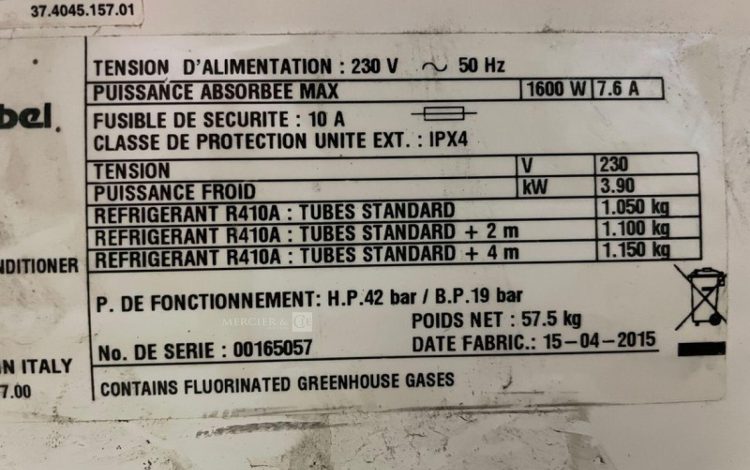 37.4045.157.01
TENSION D'ALIMENTATION : 230 V ~ 50 Hz
PUISSANCE ABSORBEE MAX 1600 W 7.6 A
bel.
FUSIBLE DE SECURITE : 10 A
CLASSE DE PROTECTION UNITE EXT. : IPX4
TENSION V 230
PUISSANCE FROID kW 3.90
REFRIGERANT R410A : TUBES STANDARD 1.050 kg
REFRIGERANT R410A : TUBES STANDARD + 2 m 1.100 kg
REFRIGERANT R410A : TUBES STANDARD + 4 m 1.150 kg
NDITIONER
P. DE FONCTIONNEMENT: H.P.42 bar / B.P.19 bar
MERCIER &
POIDS NET : 57.5 kg
No. DE SERIE : 00165057 DATE FABRIC.: 15-04-2015
IN ITALY
7.00
CONTAINS FLUORINATED GREENHOUSE GASES